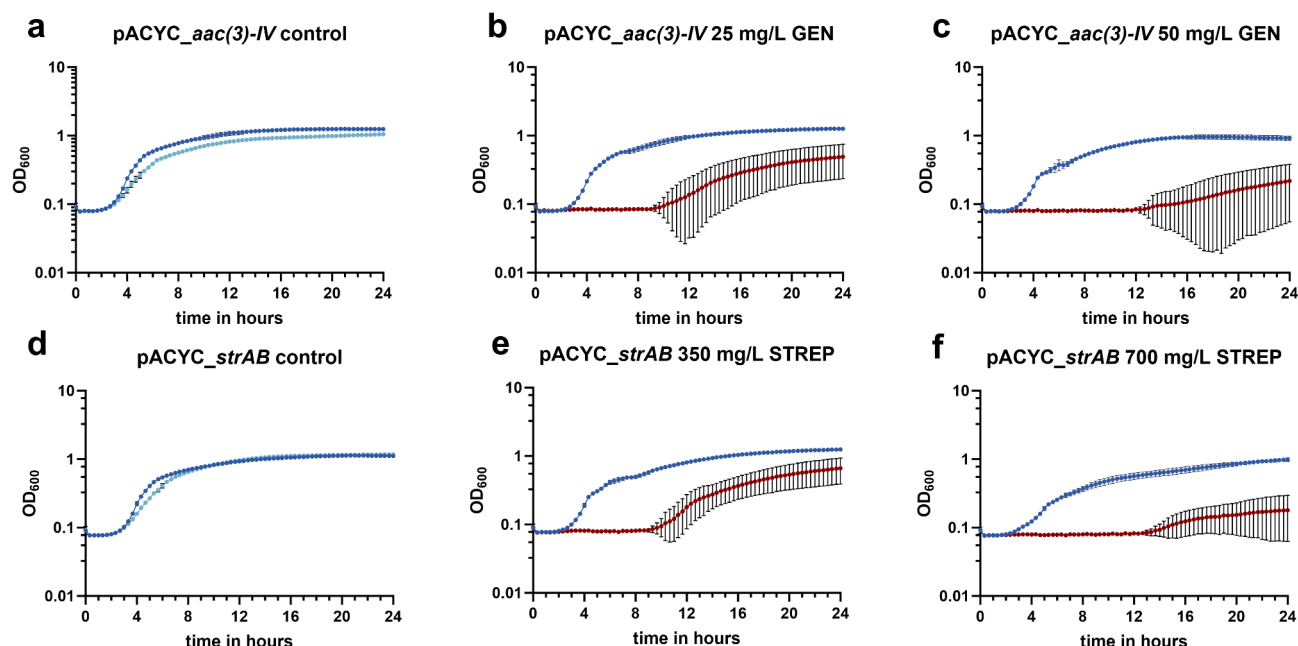 a
pACYC_aac(3)-IV control
10
1
0.1
0.01
OD600
0 4 8 12 16 20 24
time in hours
b
pACYC_aac(3)-IV 25 mg/L GEN
10
1
0.1
0.01
OD600
0 4 8 12 16 20 24
time in hours
c
pACYC_aac(3)-IV 50 mg/L GEN
10
1
0.1
0.01
OD600
0 4 8 12 16 20 24
time in hours
d
pACYC_strAB control
10
1
0.1
0.01
OD600
0 4 8 12 16 20 24
time in hours
e
pACYC_strAB 350 mg/L STREP
10
1
0.1
0.01
OD600
0 4 8 12 16 20 24
time in hours
f
pACYC_strAB 700 mg/L STREP
10
1
0.1
0.01
OD600
0 4 8 12 16 20 24
time in hours